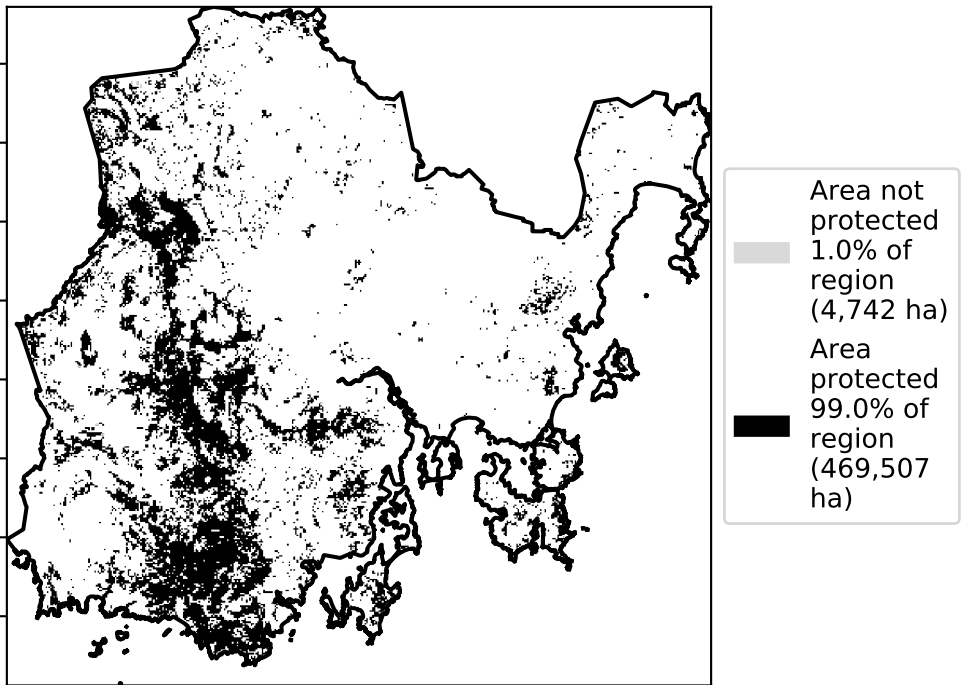 Area not
protected
1.0% of
region
(4,742 ha)
Area
protected
99.0% of
region
(469,507
ha)